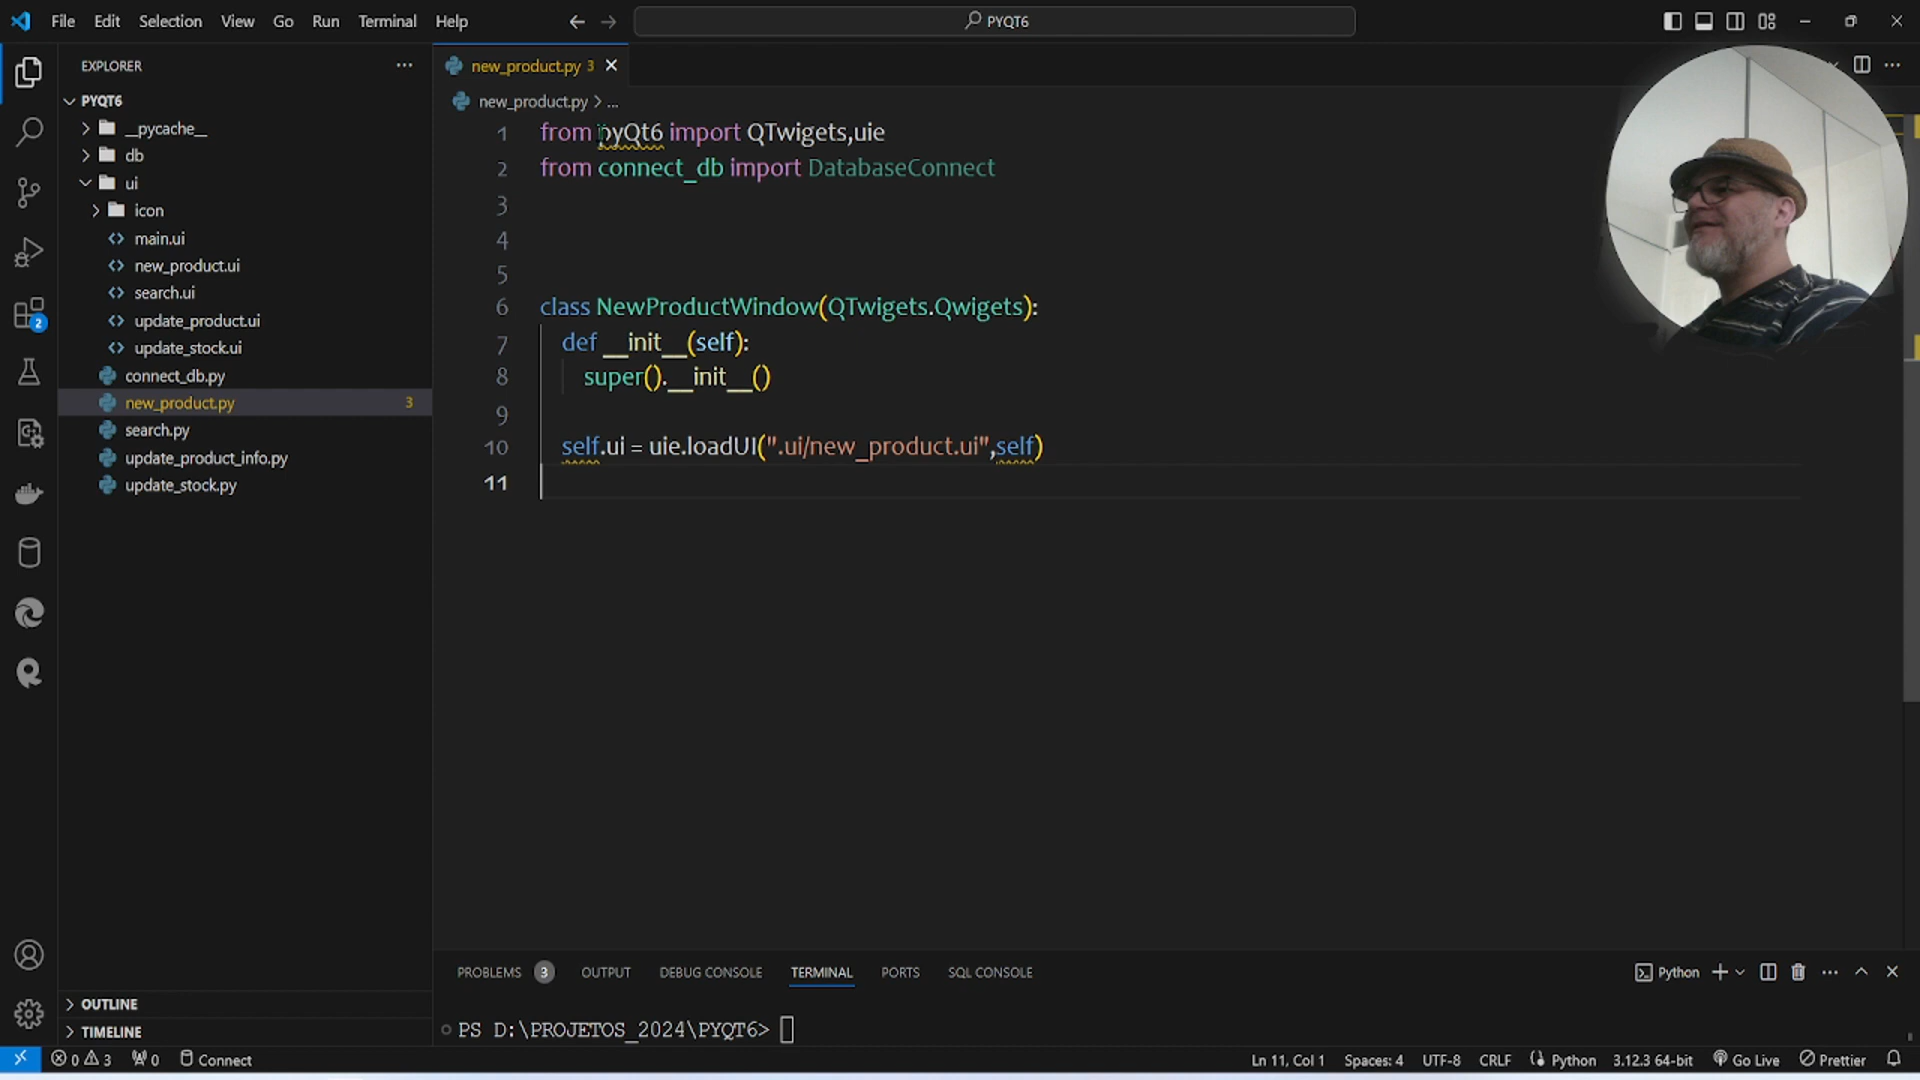 File Edit Selection View Go Run Terminal Help
PYQT6
EXPLORER
PYQT6
__pycache__
db
ui
icon
main.ui
new_product.ui
search.ui
update_product.ui
update_stock.ui
connect_db.py
new_product.py 3
search.py
update_product_info.py
update_stock.py
OUTLINE
TIMELINE
2
new_product.py 3
new_product.py > ...
1 from pyQt6 import QTwigets,uie
2 from connect_db import DatabaseConnect
3
4
5
6 class NewProductWindow(QTwigets.Qwigets):
7 def __init__(self):
8 super().__init__()
9
10 self.ui = uie.loadUI(".ui/new_product.ui",self)
11
PROBLEMS 3 OUTPUT DEBUG CONSOLE TERMINAL PORTS SQL CONSOLE
Python
PS D:\PROJETOS_2024\PYQT6>
0 3 0 Connect
Ln 11, Col 1 Spaces: 4 UTF-8 CRLF Python 3.12.3 64-bit Go Live Prettier